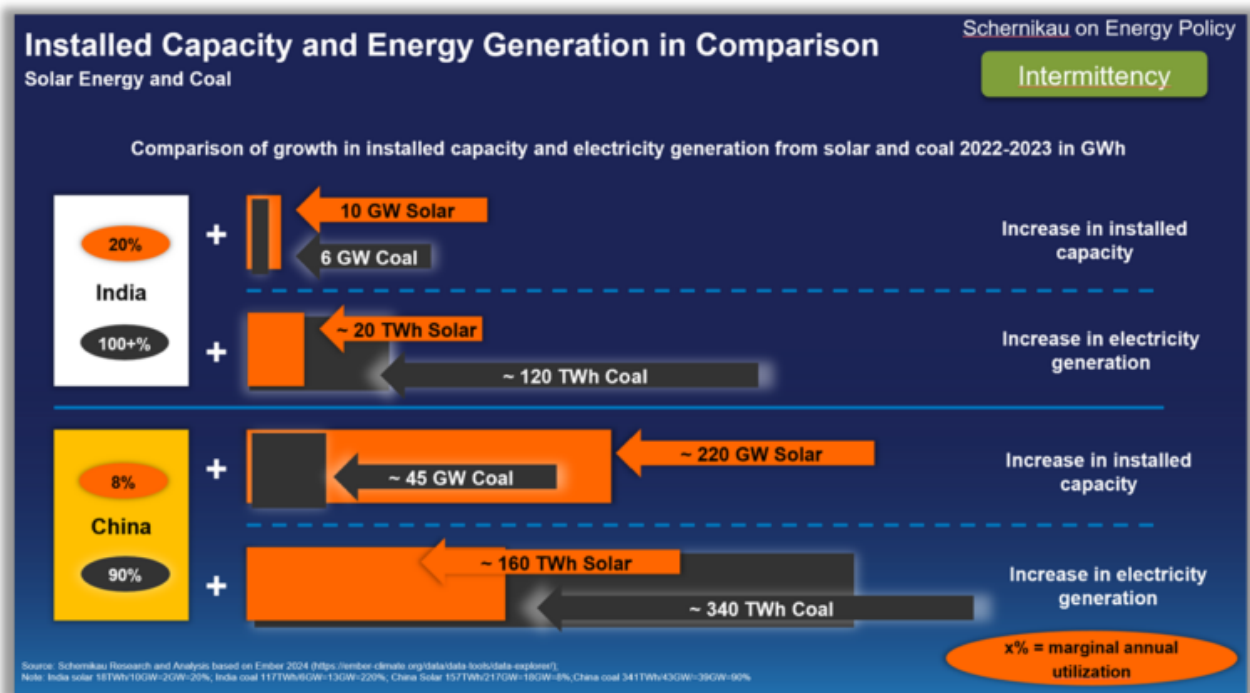 Installed Capacity and Energy Generation in Comparison
Solar Energy and Coal
Schernikau on Energy Policy
Intermittency
Comparison of growth in installed capacity and electricity generation from solar and coal 2022-2023 in GWh
20%
India
100+%
+
10 GW Solar
6 GW Coal
Increase in installed
capacity
+
~ 20 TWh Solar
~ 120 TWh Coal
Increase in electricity
generation
8%
China
90%
+
~ 220 GW Solar
~ 45 GW Coal
Increase in installed
capacity
+
~ 160 TWh Solar
~ 340 TWh Coal
Increase in electricity
generation
x% = marginal annual
utilization
Source: Schernikau Research and Analysis based on Ember 2024 (https://ember-climate.org/data/data-tools/data-explorer/);
Note: India solar 18TWh/10GW=2GW=20%; India coal 117TWh/6GW=13GW=220%; China Solar 157TWh/217GW=18GW=8%;China coal 341TWh/43GW/=39GW=90%